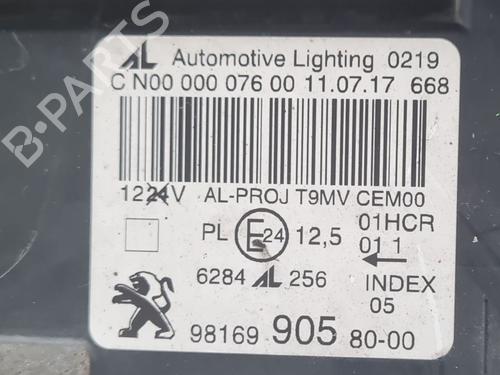 AL Automotive Lighting 0219
C N00 000 076 00 11.07.17 668
1224V AL-PROJ T9MV CEM00
PL E24 12,5 01HCR
01 1
6284 AL 256 INDEX
05
98169 905 80-00